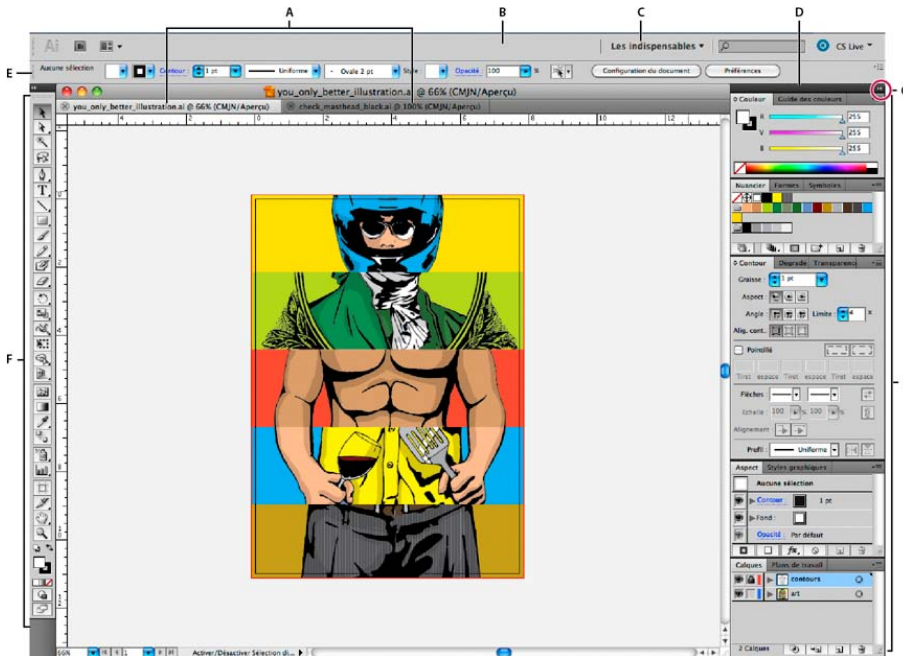 A
B
C
D
Ai Br Les indispensables CS Live
E
Aucune sélection Contour : 1 pt Uniforme Ovale 2 pt Style : Opacité : 100 % Configuration du document Préférences
you_only_better_illustration.ai @ 66% (CMJN/Aperçu)
you_only_better_illustration.ai @ 66% (CMJN/Aperçu) check_masthead_black.ai @ 100% (CMJN/Aperçu)
Couleur Guide des couleurs
R 255
V 255
B 255
Nuancier Formes Symboles
Contour Dégradé Transparence
Graisse : 1 pt
Aspect :
Angle : Limite : 4 x
Alig. cont. :
Pointillé
Tiret espace Tiret espace Tiret espace
Flèches :
Echelle : 100 % 100 %
Alignement :
Profil : Uniforme
F
Aspect Styles graphiques
Aucune sélection
Contour : 1 pt
Fond :
Opacité : Par défaut
fx
Calques Plans de travail
contours
art
2 Calques
66% 1 Activer/Désactiver Sélection di...